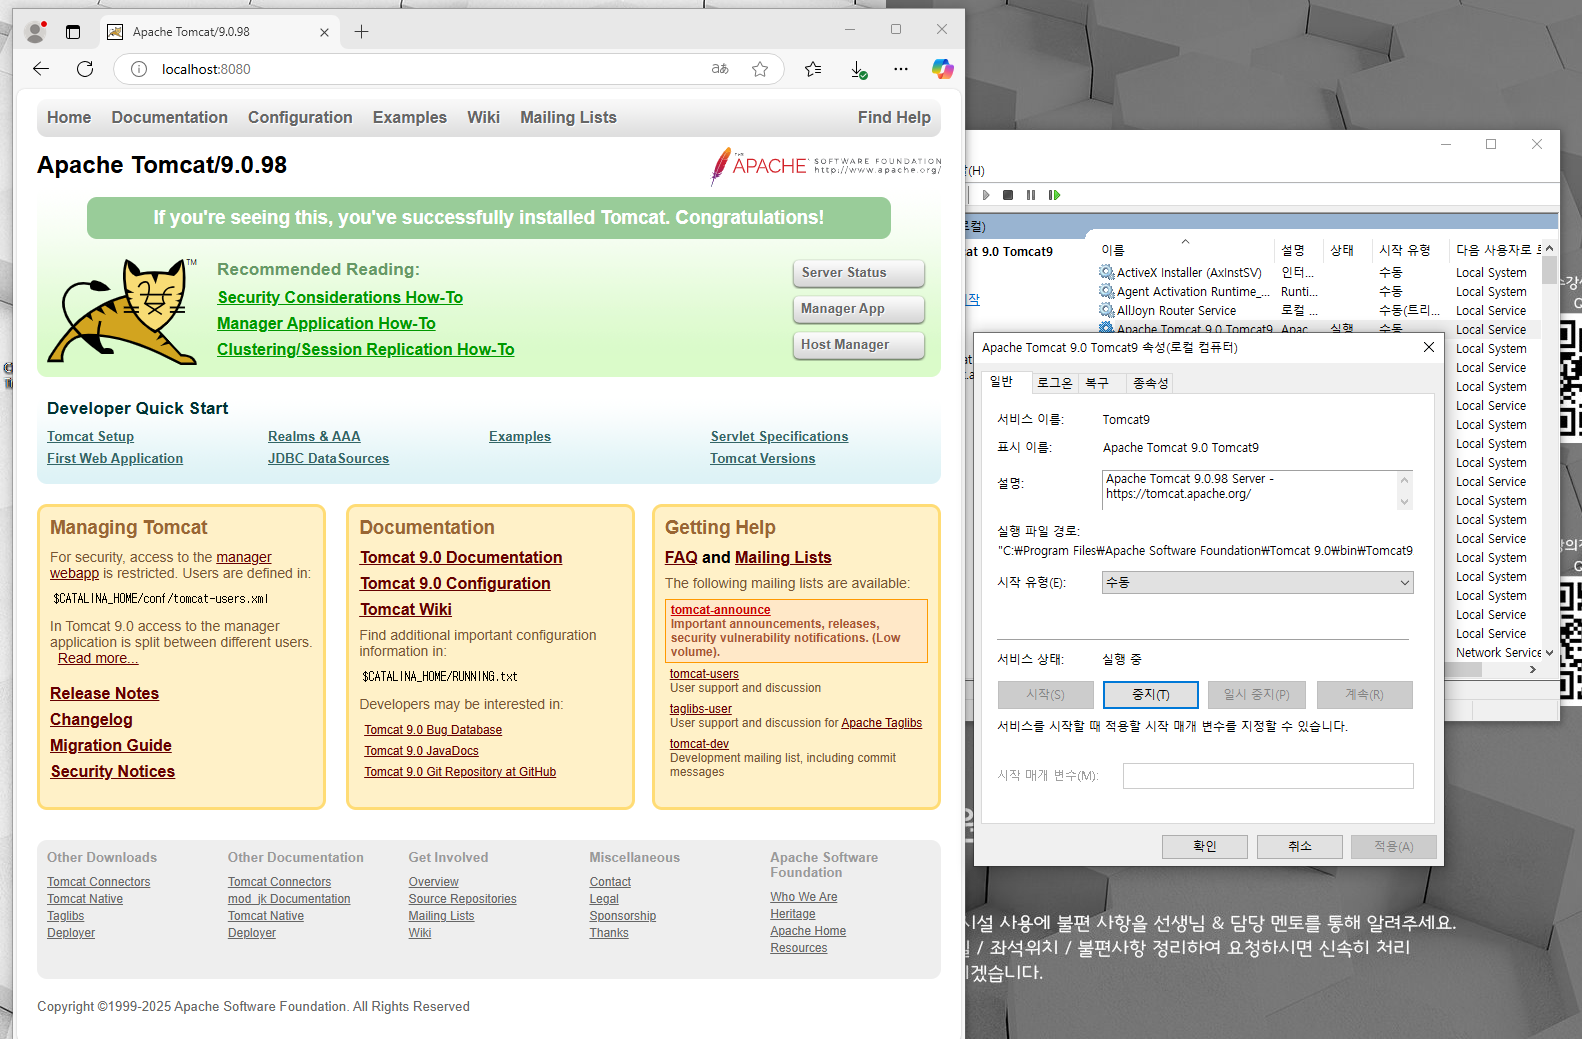 Apache Tomcat/9.0.98
localhost:8080
Home Documentation Configuration Examples Wiki Mailing Lists Find Help
Apache Tomcat/9.0.98
THE APACHE SOFTWARE FOUNDATION
http://www.apache.org/
If you're seeing this, you've successfully installed Tomcat. Congratulations!
TM
Recommended Reading:
Security Considerations How-To
Manager Application How-To
Clustering/Session Replication How-To
Server Status
Manager App
Host Manager
Developer Quick Start
Tomcat Setup
First Web Application
Realms & AAA
JDBC DataSources
Examples
Servlet Specifications
Tomcat Versions
Managing Tomcat
For security, access to the manager
webapp is restricted. Users are defined in:
$CATALINA_HOME/conf/tomcat-users.xml
In Tomcat 9.0 access to the manager
application is split between different users.
Read more...
Release Notes
Changelog
Migration Guide
Security Notices
Documentation
Tomcat 9.0 Documentation
Tomcat 9.0 Configuration
Tomcat Wiki
Find additional important configuration
information in:
$CATALINA_HOME/RUNNING.txt
Developers may be interested in:
Tomcat 9.0 Bug Database
Tomcat 9.0 JavaDocs
Tomcat 9.0 Git Repository at GitHub
Getting Help
FAQ and Mailing Lists
The following mailing lists are available:
tomcat-announce
Important announcements, releases,
security vulnerability notifications. (Low
volume).
tomcat-users
User support and discussion
taglibs-user
User support and discussion for Apache Taglibs
tomcat-dev
Development mailing list, including commit
messages
Other Downloads
Tomcat Connectors
Tomcat Native
Taglibs
Deployer
Other Documentation
Tomcat Connectors
mod_jk Documentation
Tomcat Native
Deployer
Get Involved
Overview
Source Repositories
Mailing Lists
Wiki
Miscellaneous
Contact
Legal
Sponsorship
Thanks
Apache Software
Foundation
Who We Are
Heritage
Apache Home
Resources
Copyright ©1999-2025 Apache Software Foundation. All Rights Reserved
(H)
컬)
cat 9.0 Tomcat9
작
이름 설명 상태 시작 유형 다음 사용자로
ActiveX Installer (AxInstSV) 인터... 수동 Local System
Agent Activation Runtime_... Runti... 수동 Local System
AllJoyn Router Service 로컬 ... 수동(트리... Local Service
Apache Tomcat 9.0 Tomcat9 Apac... 실행 수동 Local Service
Local System
Local Service
Local System
Local Service
Local System
Local System
Local System
Local Service
Local System
Local System
Local Service
Local System
Local System
Local System
Local Service
Local Service
Network Service
Apache Tomcat 9.0 Tomcat9 속성(로컬 컴퓨터)
일반 로그온 복구 종속성
서비스 이름: Tomcat9
표시 이름: Apache Tomcat 9.0 Tomcat9
설명: Apache Tomcat 9.0.98 Server -
https://tomcat.apache.org/
실행 파일 경로:
"C:₩Program Files₩Apache Software Foundation₩Tomcat 9.0₩bin₩Tomcat9
시작 유형(E): 수동
서비스 상태: 실행 중
시작(S) 중지(T) 일시 중지(P) 계속(R)
서비스를 시작할 때 적용할 시작 매개 변수를 지정할 수 있습니다.
시작 매개 변수(M):
확인 취소 적용(A)
시설 사용에 불편 사항을 선생님 & 담당 멘토를 통해 알려주세요.
/ 좌석위치 / 불편사항 정리하여 요청하시면 신속히 처리
겠습니다.